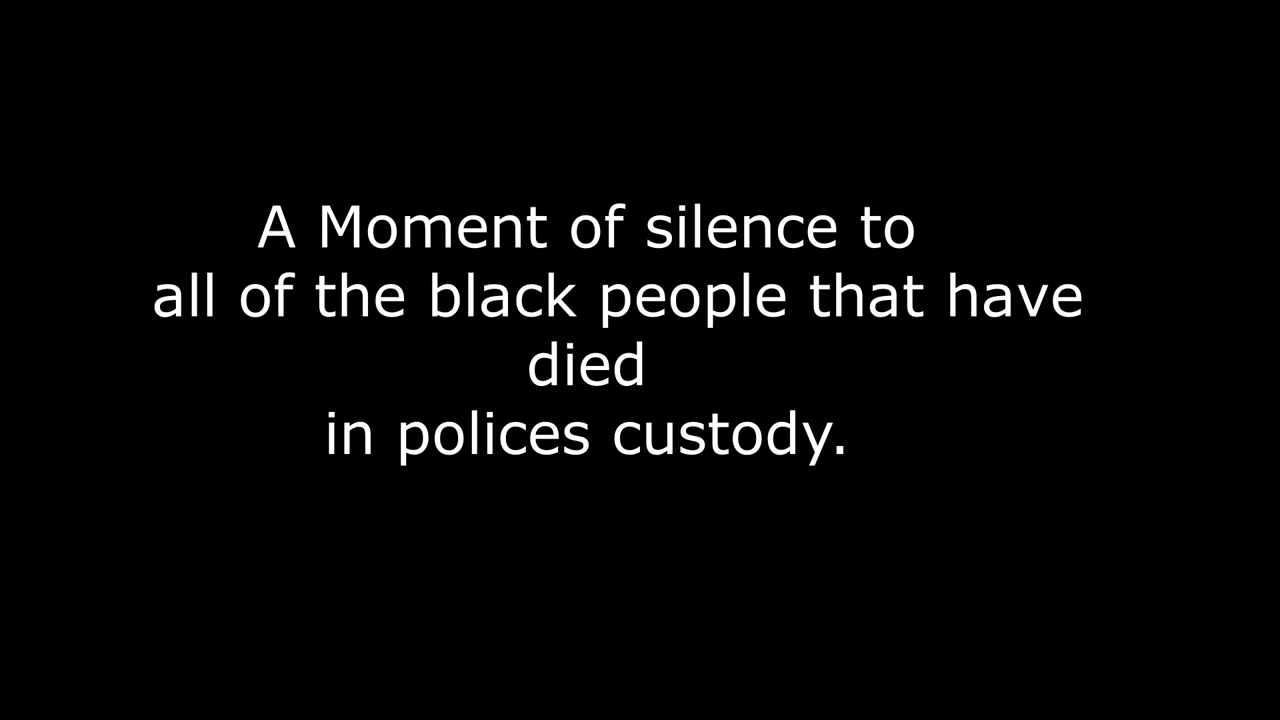 A Moment of silence to
all of the black people that have
died
in polices custody.